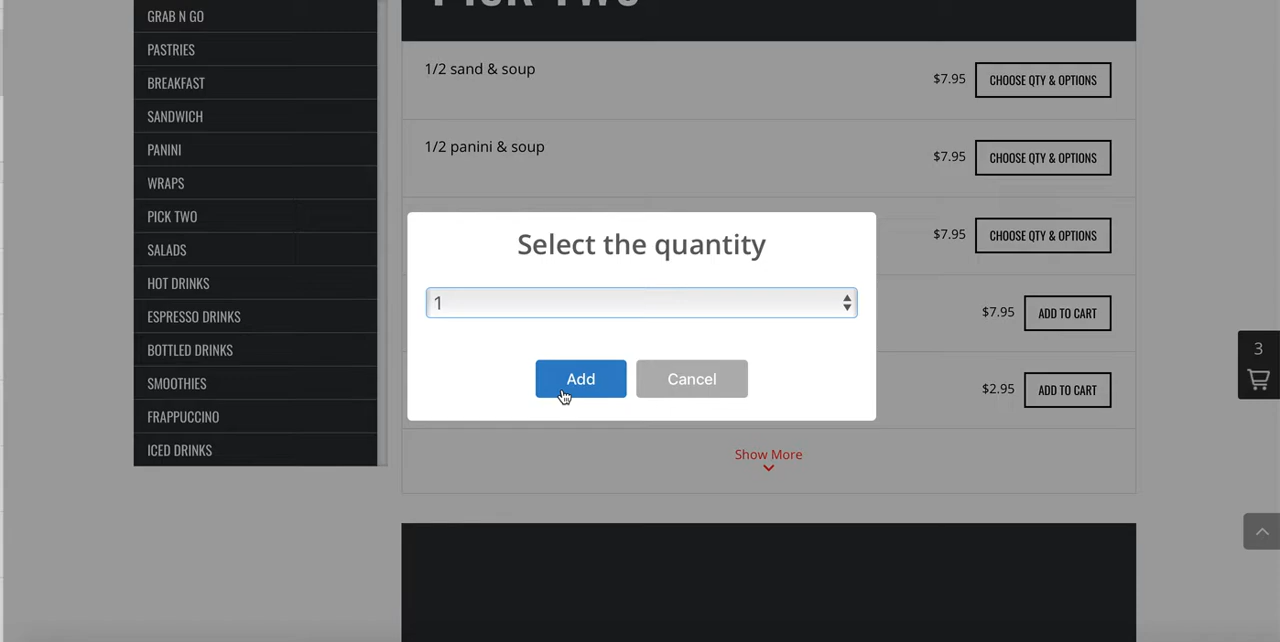 PICK TWO
GRAB N GO
PASTRIES
BREAKFAST
SANDWICH
PANINI
WRAPS
PICK TWO
SALADS
HOT DRINKS
ESPRESSO DRINKS
BOTTLED DRINKS
SMOOTHIES
FRAPPUCCINO
ICED DRINKS
1/2 sand & soup
$7.95 CHOOSE QTY & OPTIONS
1/2 panini & soup
$7.95 CHOOSE QTY & OPTIONS
$7.95 CHOOSE QTY & OPTIONS
$7.95 ADD TO CART
$2.95 ADD TO CART
Show More
Select the quantity
1
Add Cancel
3